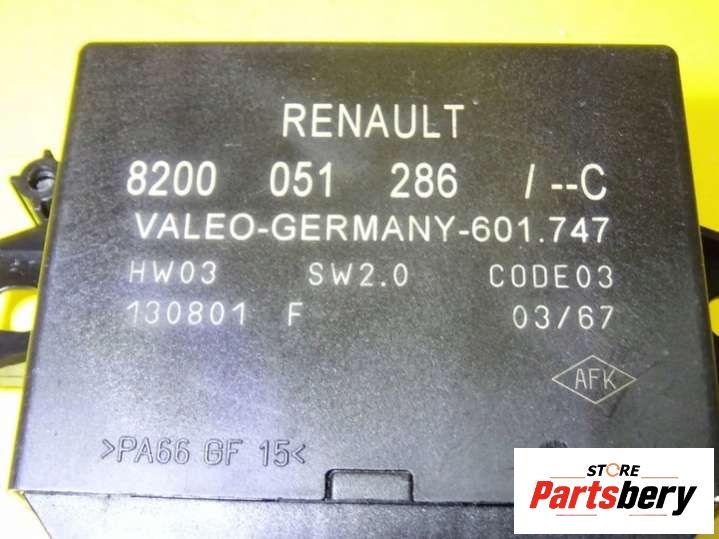 RENAULT
8200 051 286 /--C
VALEO-GERMANY-601.747
HW03 SW2.0 CODE03
130801 F 03/67
AFK
>PA66 GF 15<
STORE
Partsbery